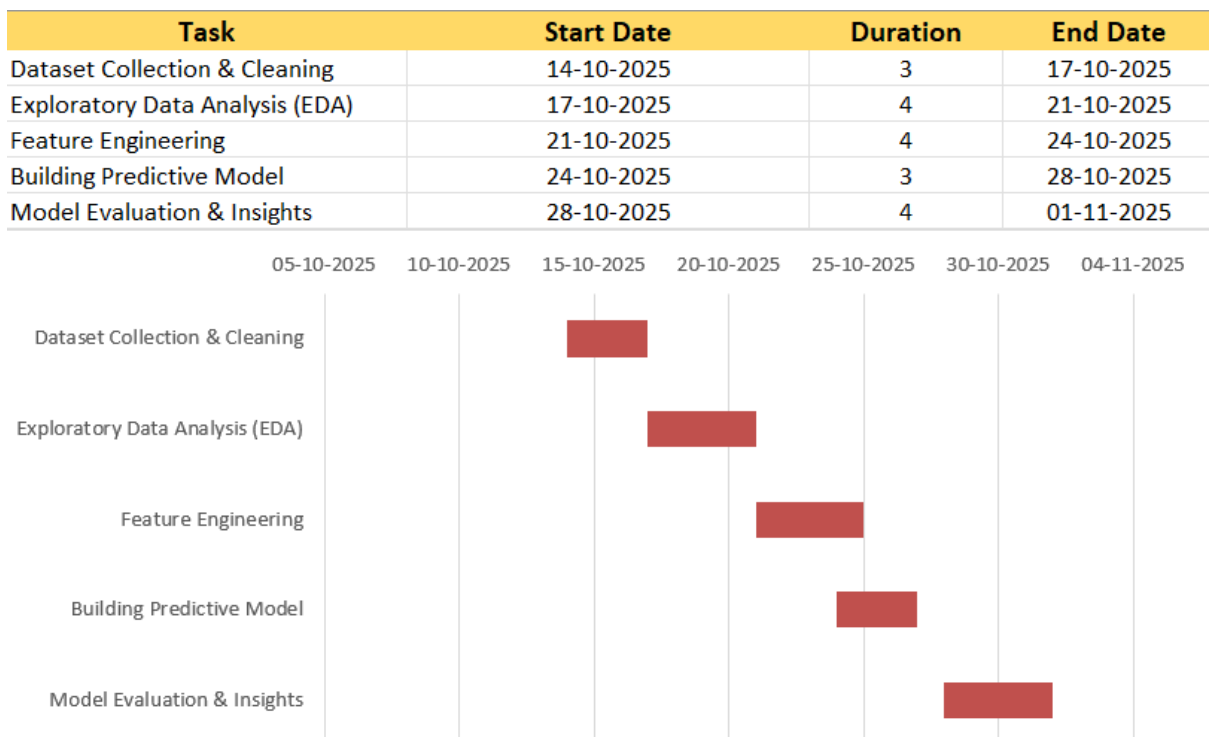 Task Start Date Duration End Date
Dataset Collection & Cleaning 14-10-2025 3 17-10-2025
Exploratory Data Analysis (EDA) 17-10-2025 4 21-10-2025
Feature Engineering 21-10-2025 4 24-10-2025
Building Predictive Model 24-10-2025 3 28-10-2025
Model Evaluation & Insights 28-10-2025 4 01-11-2025
05-10-2025 10-10-2025 15-10-2025 20-10-2025 25-10-2025 30-10-2025 04-11-2025
Dataset Collection & Cleaning
Exploratory Data Analysis (EDA)
Feature Engineering
Building Predictive Model
Model Evaluation & Insights